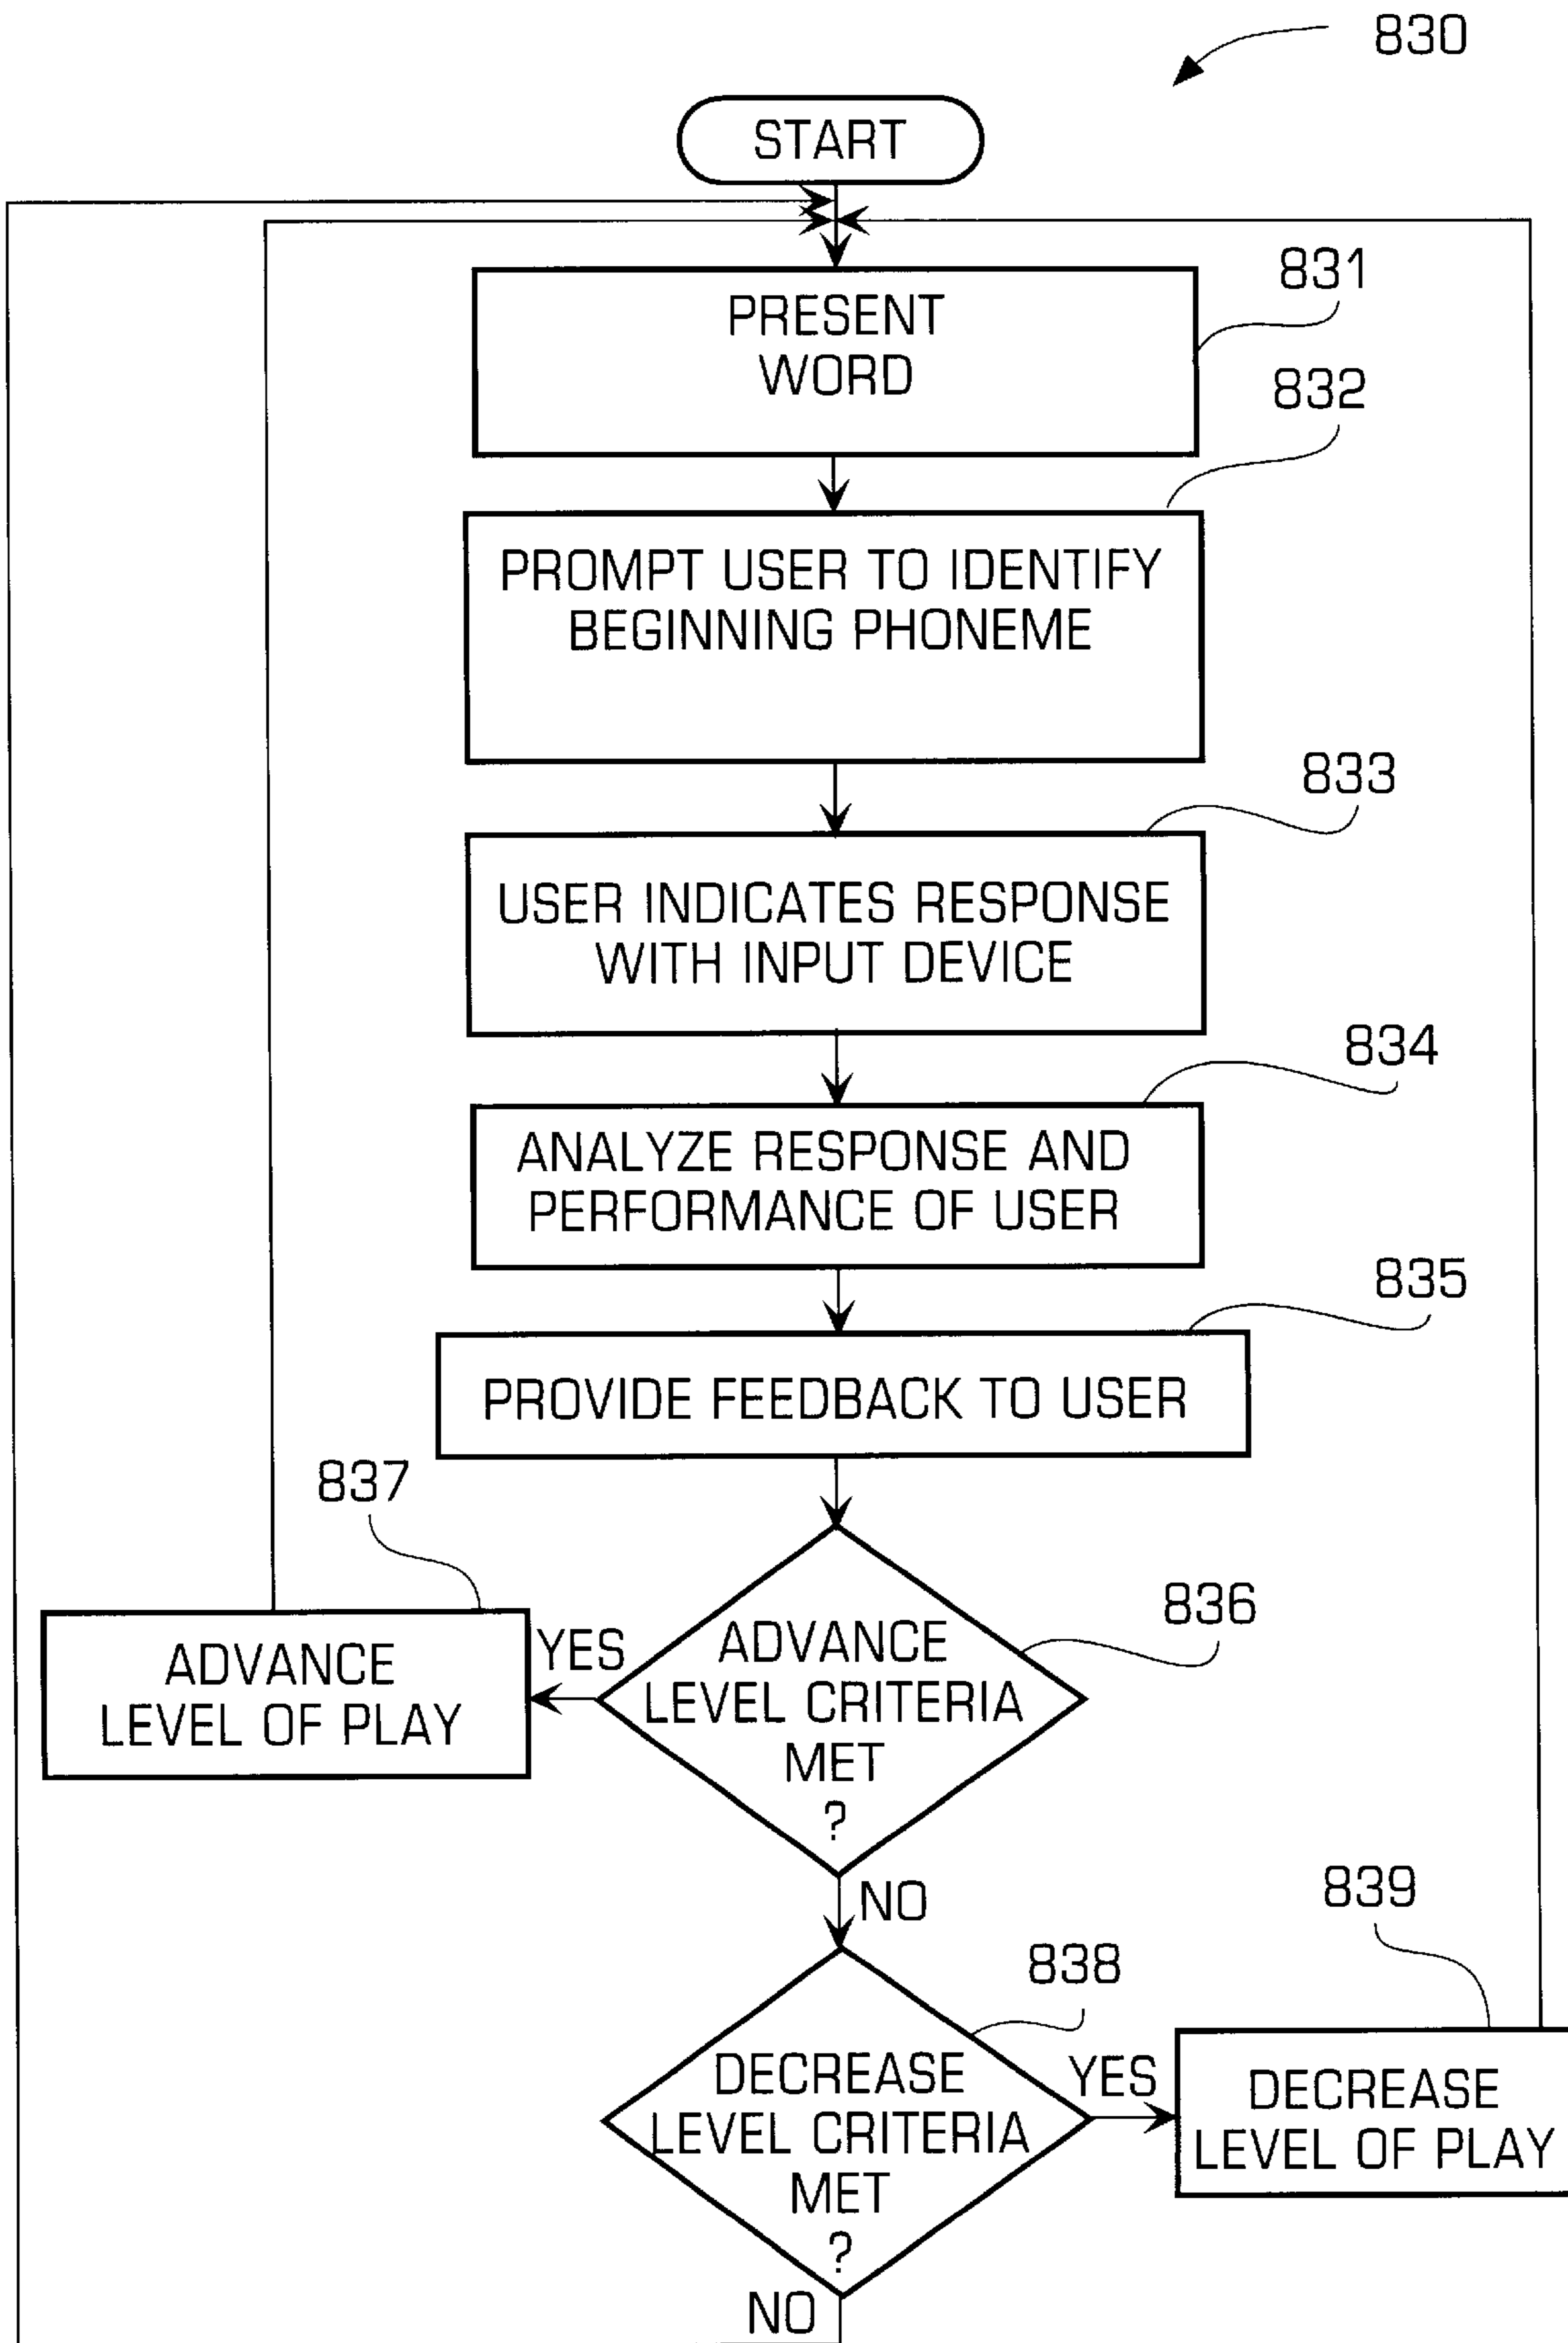 830
START
831
PRESENT
WORD
832
PROMPT USER TO IDENTIFY
BEGINNING PHONEME
833
USER INDICATES RESPONSE
WITH INPUT DEVICE
834
ANALYZE RESPONSE AND
PERFORMANCE OF USER
835
PROVIDE FEEDBACK TO USER
837
836
ADVANCE
LEVEL OF PLAY
YES
ADVANCE
LEVEL CRITERIA
MET
?
NO
839
838
DECREASE
LEVEL CRITERIA
MET
?
YES
DECREASE
LEVEL OF PLAY
NO